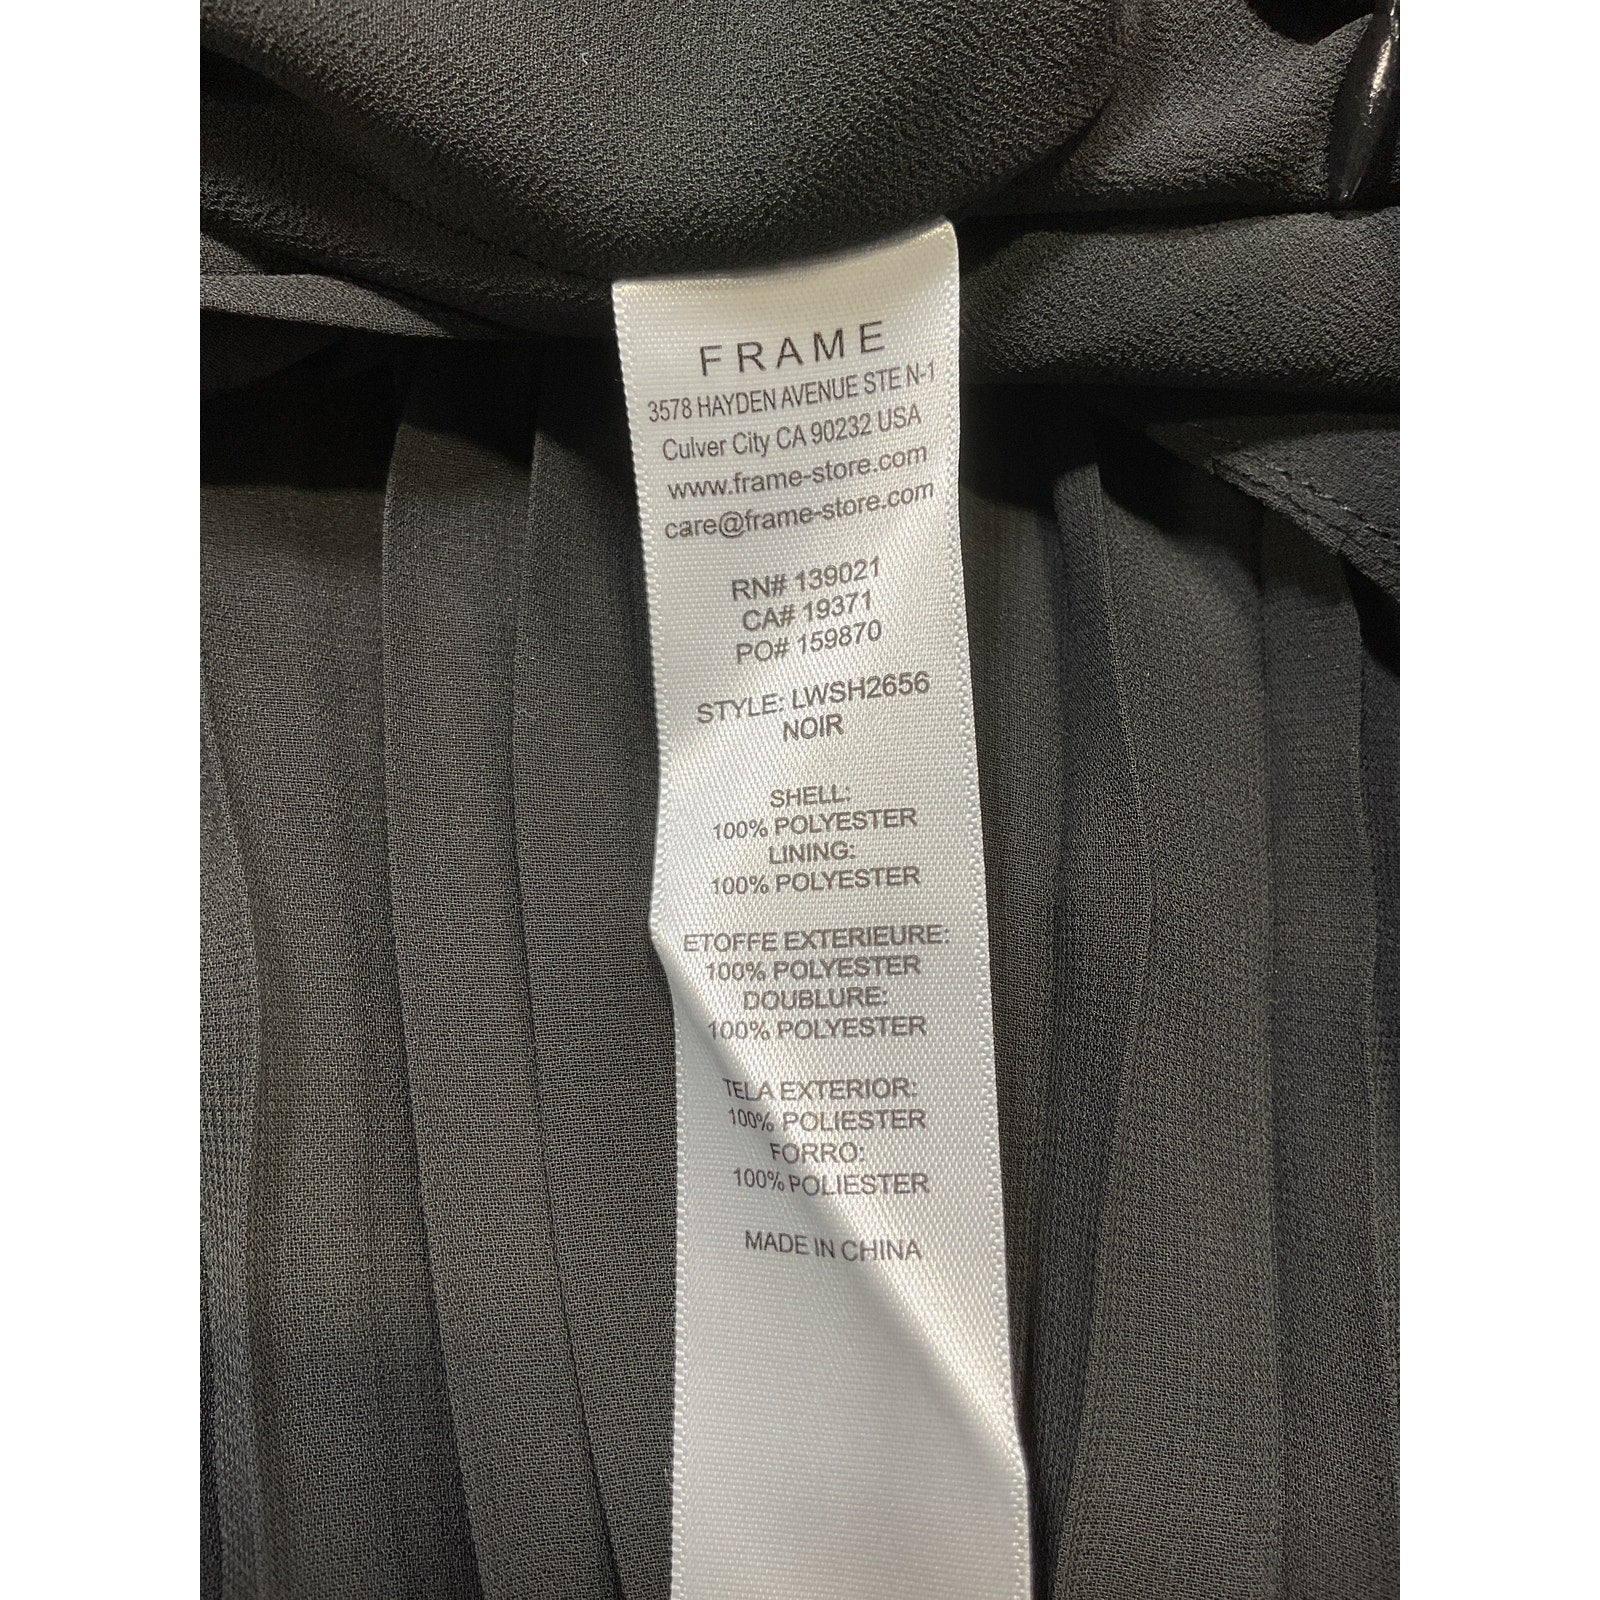 FRAME
3578 HAYDEN AVENUE STE N-1
Culver City CA 90232 USA
www.frame-store.com
care@frame-store.com
RN# 139021
CA# 19371
PO# 159870
STYLE: LWSH2656
NOIR
SHELL:
100% POLYESTER
LINING:
100% POLYESTER
ETOFFE EXTERIEURE:
100% POLYESTER
DOUBLURE:
100% POLYESTER
TELA EXTERIOR:
100% POLIESTER
FORRO:
100% POLIESTER
MADE IN CHINA